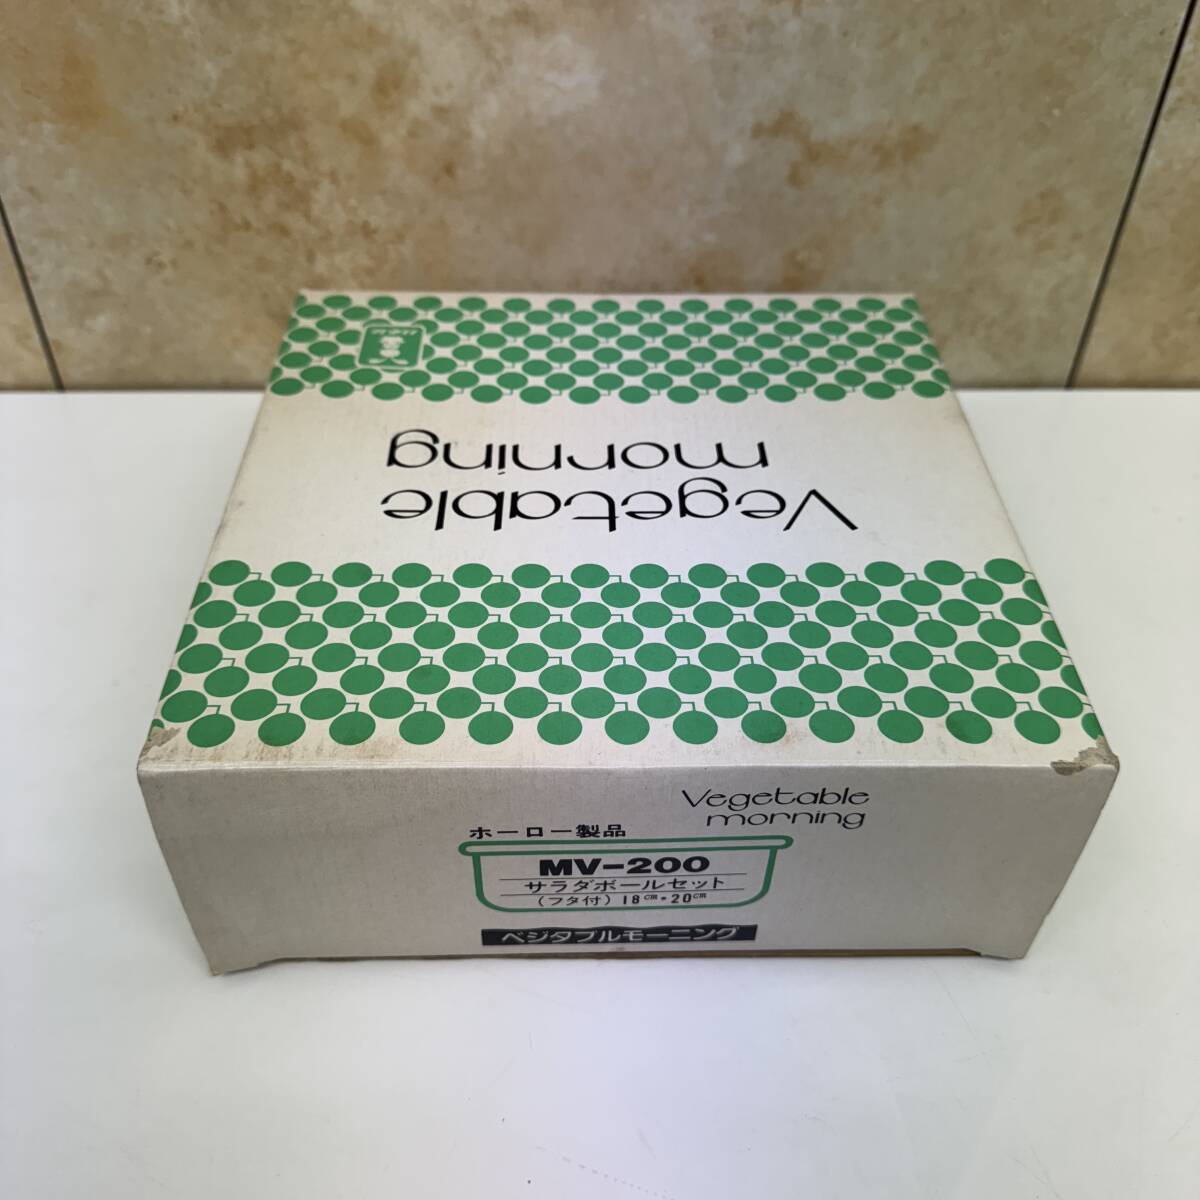 Vegetable
morning
Vegetable
morning
ホーロー製品
MV-200
サラダボールセット
(フタ付) 18cm・20cm
ベジタブルモーニング